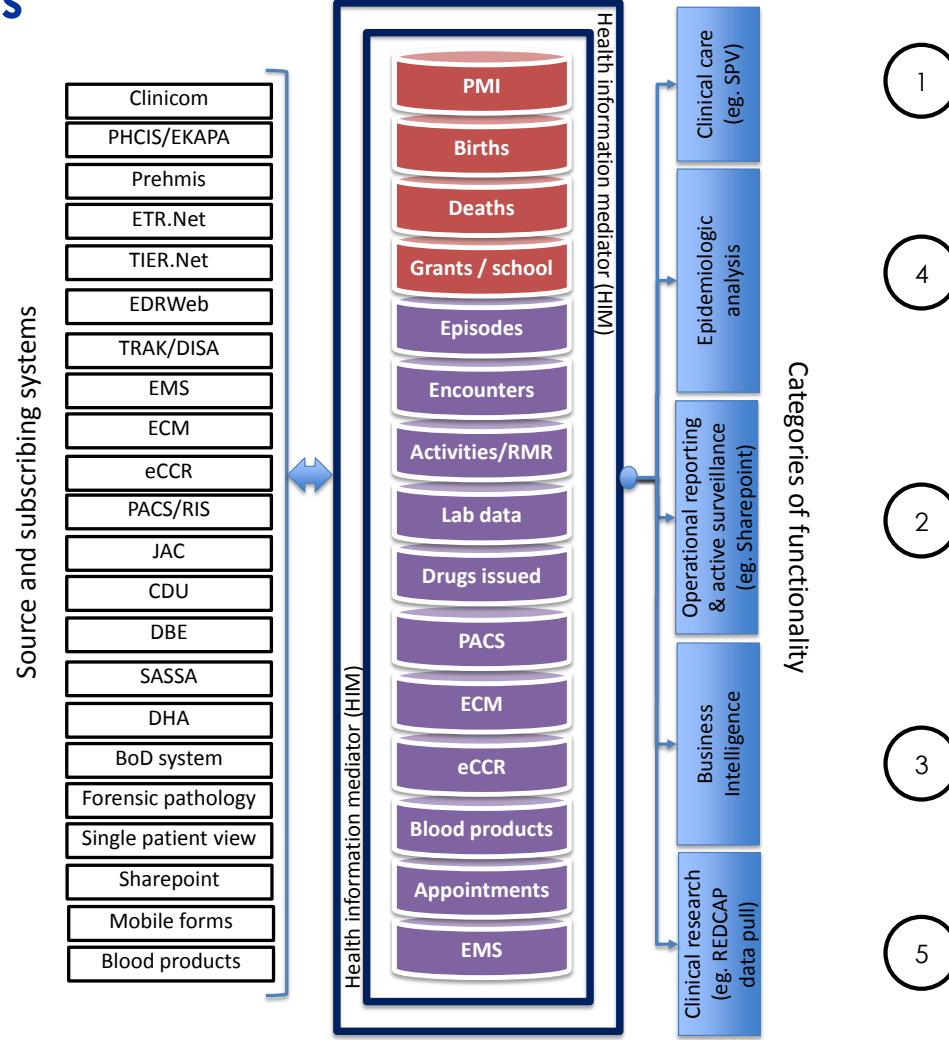 s
Source and subscribing systems
Clinicom
PHCIS/EKAPA
Prehmis
ETR.Net
TIER.Net
EDRWeb
TRAK/DISA
EMS
ECM
eCCR
PACS/RIS
JAC
CDU
DBE
SASSA
DHA
BoD system
Forensic pathology
Single patient view
Sharepoint
Mobile forms
Blood products
Health information mediator (HIM)
PMI
Births
Deaths
Grants / school
Episodes
Encounters
Activities/RMR
Lab data
Drugs issued
PACS
ECM
eCCR
Blood products
Appointments
EMS
Health information mediator (HIM)
Clinical care
(eg. SPV)
Epidemiologic
analysis
Operational reporting
& active surveillance
(eg. Sharepoint)
Business
Intelligence
Clinical research
(eg. REDCAP
data pull)
Categories of functionality
1
4
2
3
5